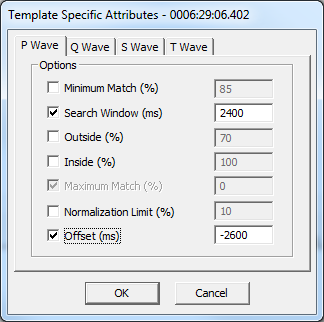 Template Specific Attributes - 0006:29:06.402
P Wave Q Wave S Wave T Wave
Options
Minimum Match (%) 85
Search Window (ms) 2400
Outside (%) 70
Inside (%) 100
Maximum Match (%) 0
Normalization Limit (%) 10
Offset (ms) -2600
OK Cancel